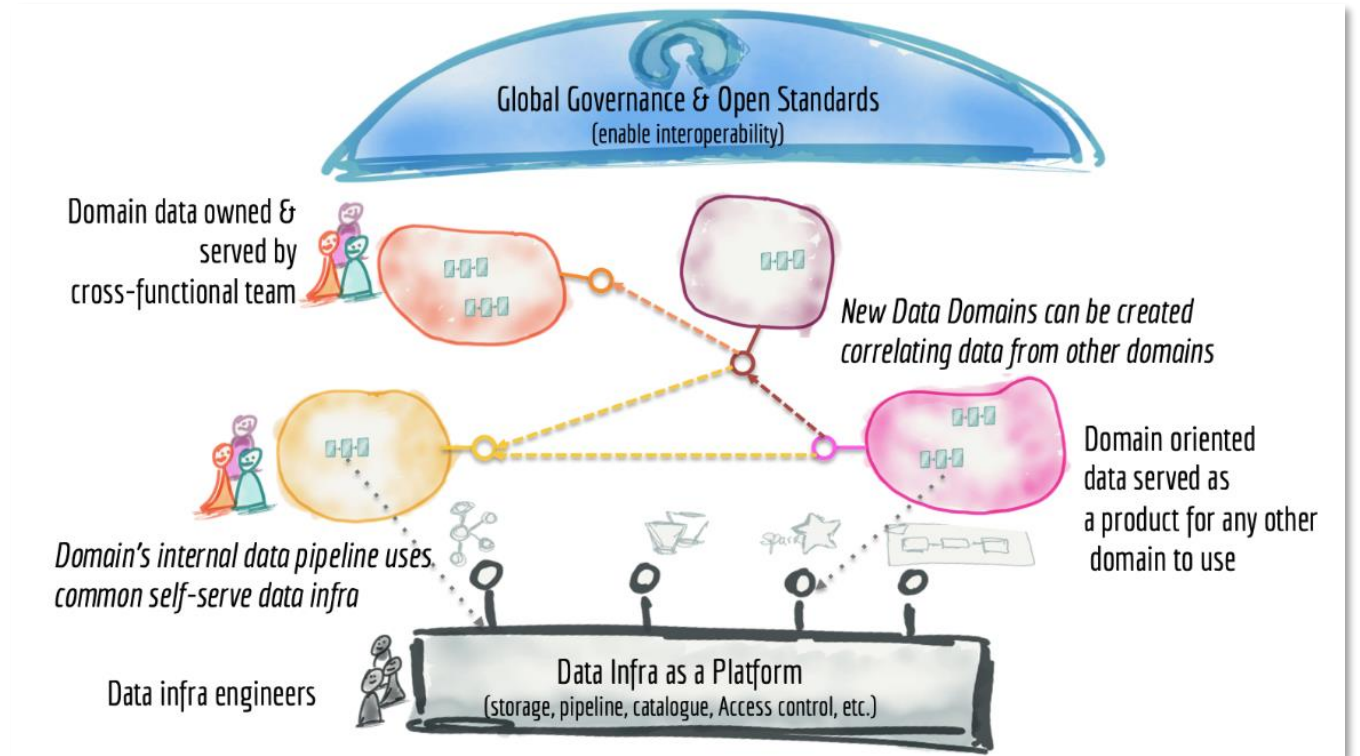 Global Governance & Open Standards
(enable interoperability)
Domain data owned &
served by
cross-functional team
New Data Domains can be created
correlating data from other domains
Domain oriented
data served as
a product for any other
domain to use
Domain's internal data pipeline uses
common self-serve data infra
Spark
Data Infra as a Platform
(storage, pipeline, catalogue, Access control, etc.)
Data infra engineers